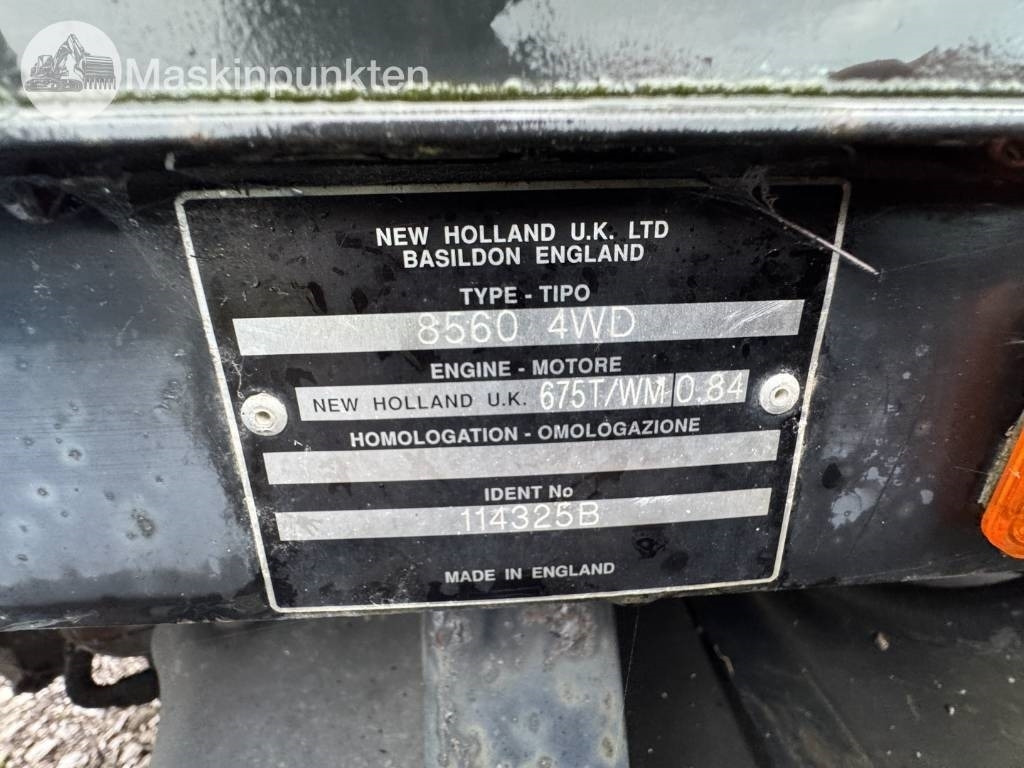 Maskinpunkten
NEW HOLLAND U.K. LTD
BASILDON ENGLAND
TYPE - TIPO
8560 4WD
ENGINE - MOTORE
NEW HOLLAND U.K. 675T/WM 0.84
HOMOLOGATION - OMOLOGAZIONE
IDENT No
114325B
MADE IN ENGLAND